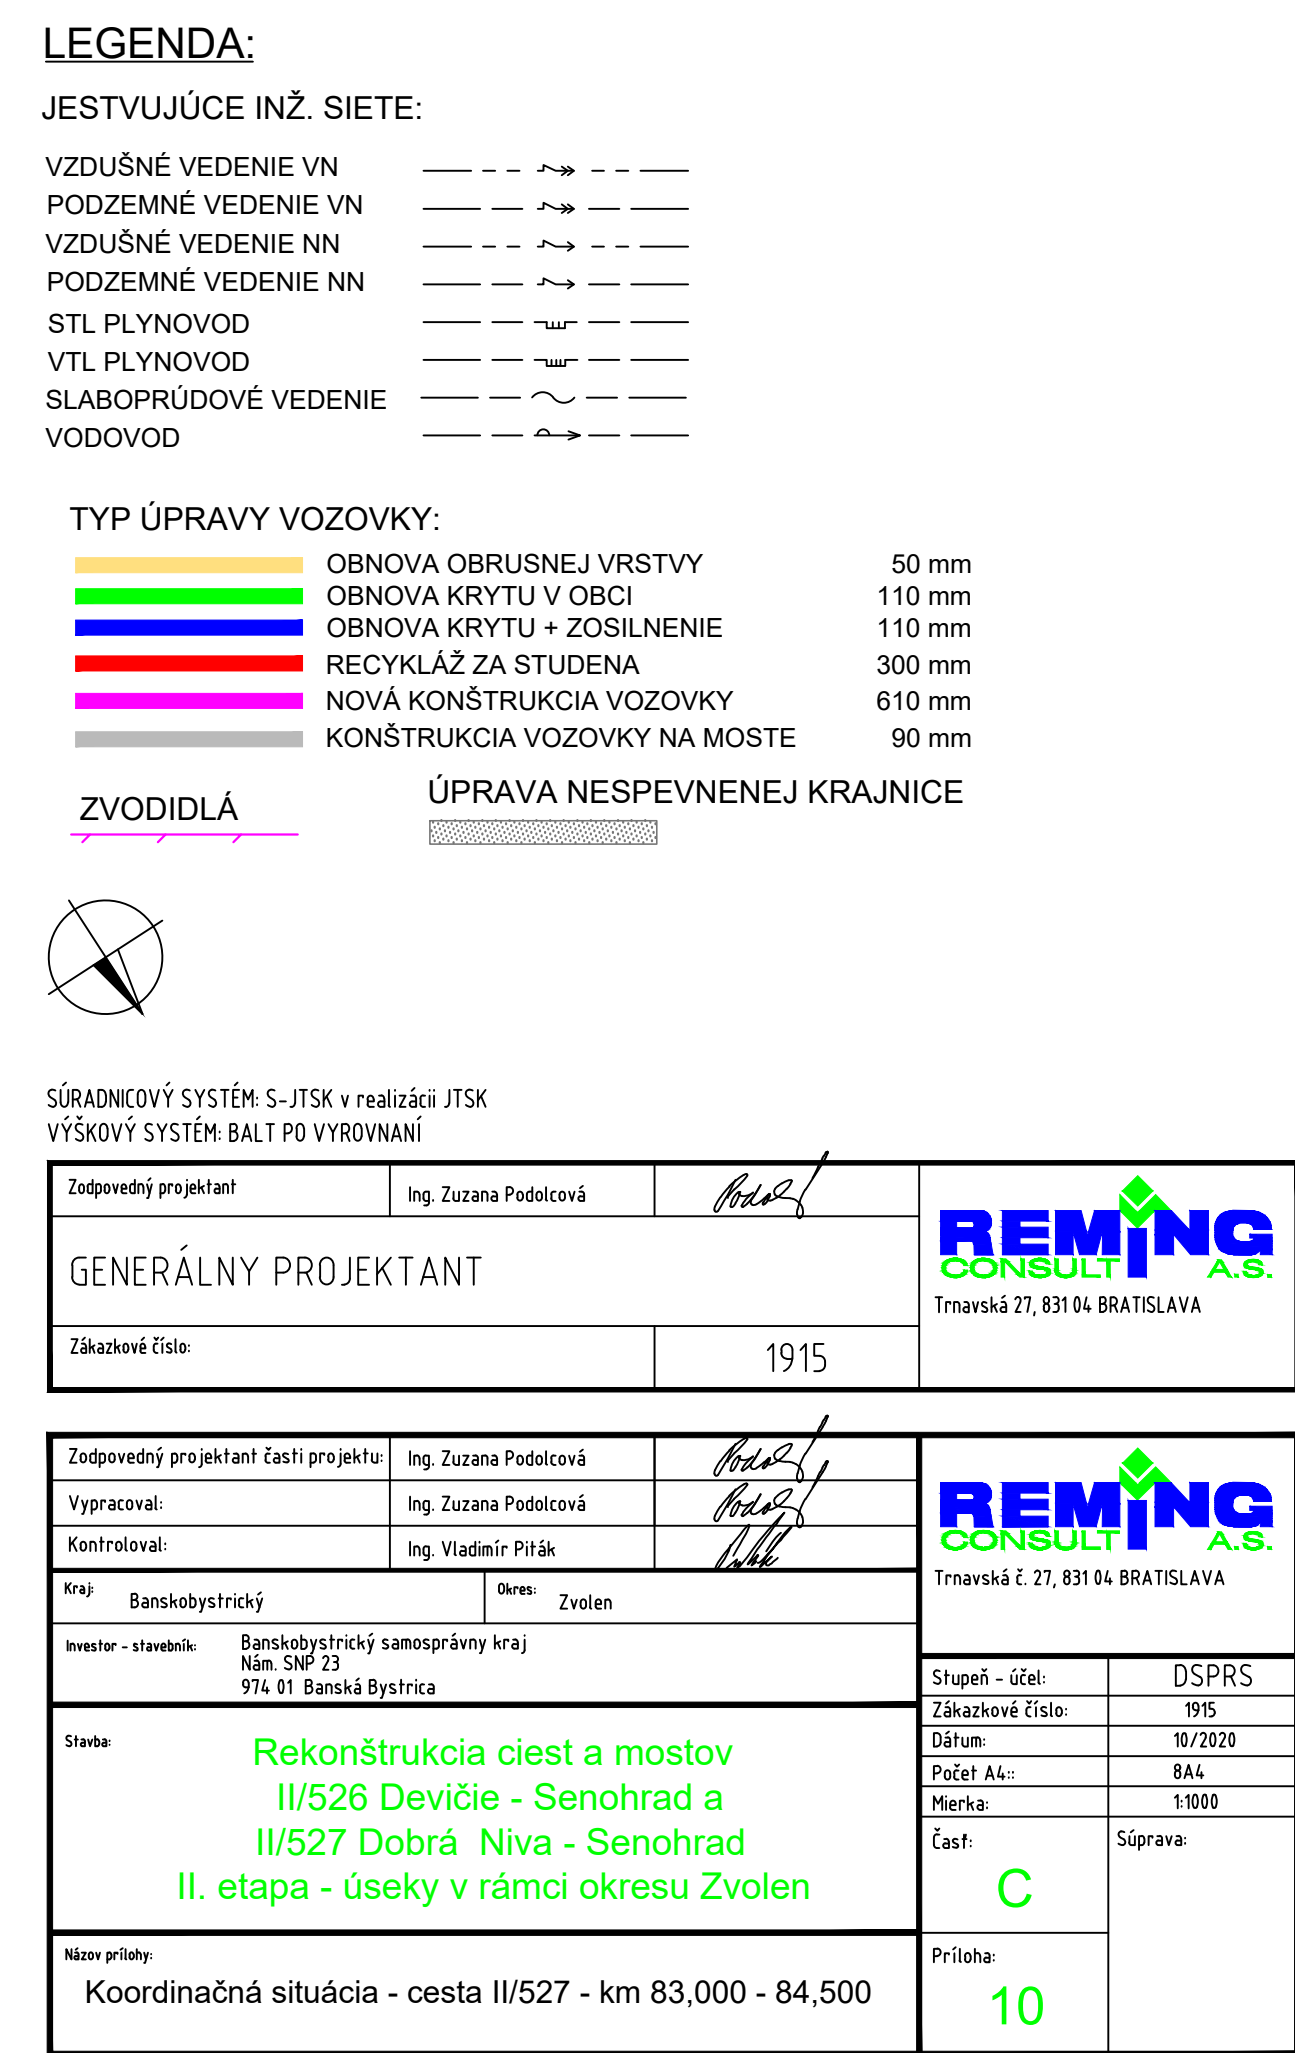 LEGENDA:
JESTVUJÚCE INŽ. SIETE:
VZDUŠNÉ VEDENIE VN
PODZEMNÉ VEDENIE VN
VZDUŠNÉ VEDENIE NN
PODZEMNÉ VEDENIE NN
STL PLYNOVOD
VTL PLYNOVOD
SLABOPRÚDOVÉ VEDENIE
VODOVOD
TYP ÚPRAVY VOZOVKY:
OBNOVA OBRUSNEJ VRSTVY 50 mm
OBNOVA KRYTU V OBCI 110 mm
OBNOVA KRYTU + ZOSILNENIE 110 mm
RECYKLÁŽ ZA STUDENA 300 mm
NOVÁ KONŠTRUKCIA VOZOVKY 610 mm
KONŠTRUKCIA VOZOVKY NA MOSTE 90 mm
ZVODIDLÁ
ÚPRAVA NESPEVNENEJ KRAJNICE
SÚRADNICOVÝ SYSTÉM: S-JTSK v realizácii JTSK
VÝŠKOVÝ SYSTÉM: BALT PO VYROVNANÍ
Zodpovedný projektant
Ing. Zuzana Podolcová
GENERÁLNY PROJEKTANT
Zákazkové číslo:
1915
REMING
CONSULT A.S.
Trnavská 27, 831 04 BRATISLAVA
Zodpovedný projektant časti projektu: Ing. Zuzana Podolcová
Vypracoval: Ing. Zuzana Podolcová
Kontroloval: Ing. Vladimír Piták
REMING
CONSULT A.S.
Trnavská č. 27, 831 04 BRATISLAVA
Kraj: Banskobystrický
Okres: Zvolen
Investor - stavebník: Banskobystrický samosprávny kraj
Nám. SNP 23
974 01 Banská Bystrica
Stupeň - účel: DSPRS
Zákazkové číslo: 1915
Dátum: 10/2020
Počet A4:: 8A4
Mierka: 1:1000
Stavba:
Rekonštrukcia ciest a mostov
II/526 Devičie - Senohrad a
II/527 Dobrá Niva - Senohrad
II. etapa - úseky v rámci okresu Zvolen
Časť:
C
Súprava:
Názov prílohy:
Koordinačná situácia - cesta II/527 - km 83,000 - 84,500
Príloha:
10